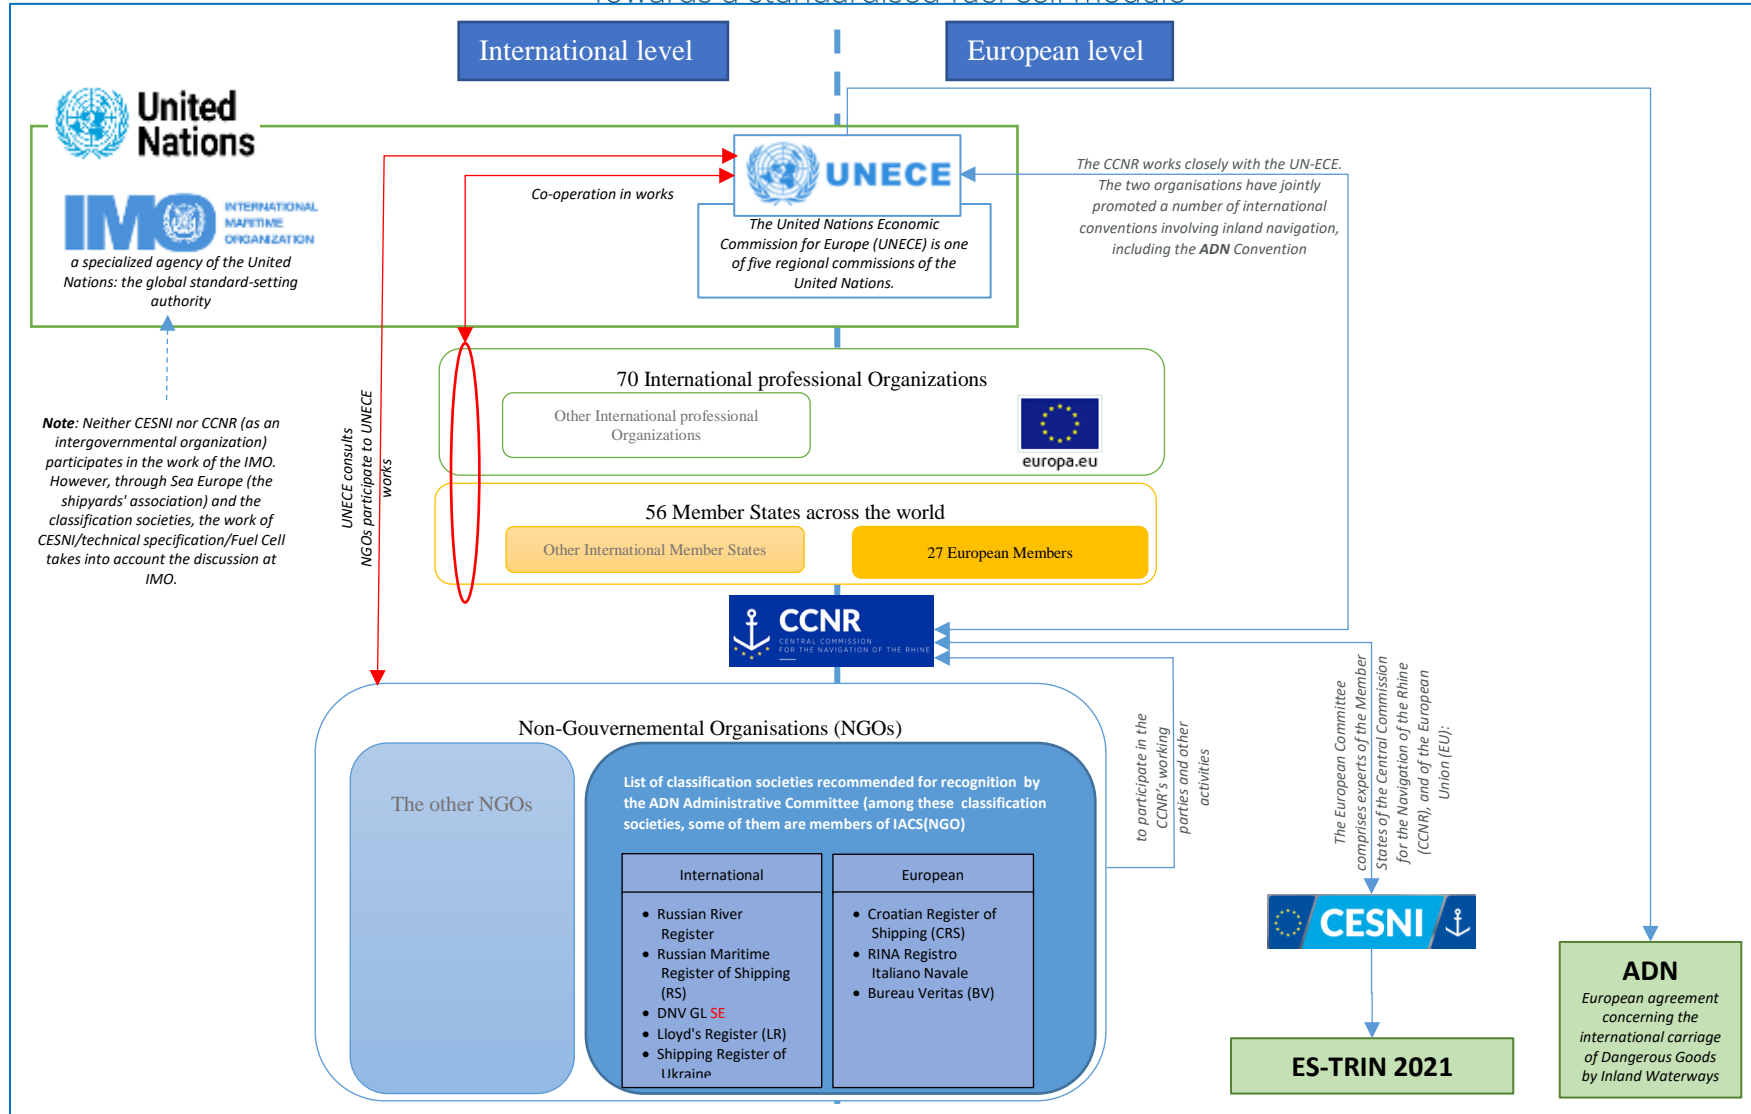 Towards a standardised fuel cell module
International level
European level
United
Nations
IMO
INTERNATIONAL
MARITIME
ORGANIZATION
a specialized agency of the United
Nations: the global standard-setting
authority
UNECE
The United Nations Economic
Commission for Europe (UNECE) is one
of five regional commissions of the
United Nations.
Co-operation in works
The CCNR works closely with the UN-ECE.
The two organisations have jointly
promoted a number of international
conventions involving inland navigation,
including the ADN Convention
Note: Neither CESNI nor CCNR (as an
intergovernmental organization)
participates in the work of the IMO.
However, through Sea Europe (the
shipyards' association) and the
classification societies, the work of
CESNI/technical specification/Fuel Cell
takes into account the discussion at
IMO.
UNECE consults
NGOs participate to UNECE
works
70 International professional Organizations
Other International professional
Organizations
europa.eu
56 Member States across the world
Other International Member States
27 European Members
CCNR
CENTRAL COMMISSION
FOR THE NAVIGATION OF THE RHINE
Non-Gouvernemental Organisations (NGOs)
The other NGOs
List of classification societies recommended for recognition by
the ADN Administrative Committee (among these classification
societies, some of them are members of IACS(NGO)
International
• Russian River
Register
• Russian Maritime
Register of Shipping
(RS)
• DNV GL SE
• Lloyd's Register (LR)
• Shipping Register of
Ukraine
European
• Croatian Register of
Shipping (CRS)
• RINA Registro
Italiano Navale
• Bureau Veritas (BV)
to participate in the
CCNR's working
parties and other
activities
The European Committee
comprises experts of the Member
States of the Central Commission
for the Navigation of the Rhine
(CCNR), and of the European
Union (EU):
CESNI
ES-TRIN 2021
ADN
European agreement
concerning the
international carriage
of Dangerous Goods
by Inland Waterways